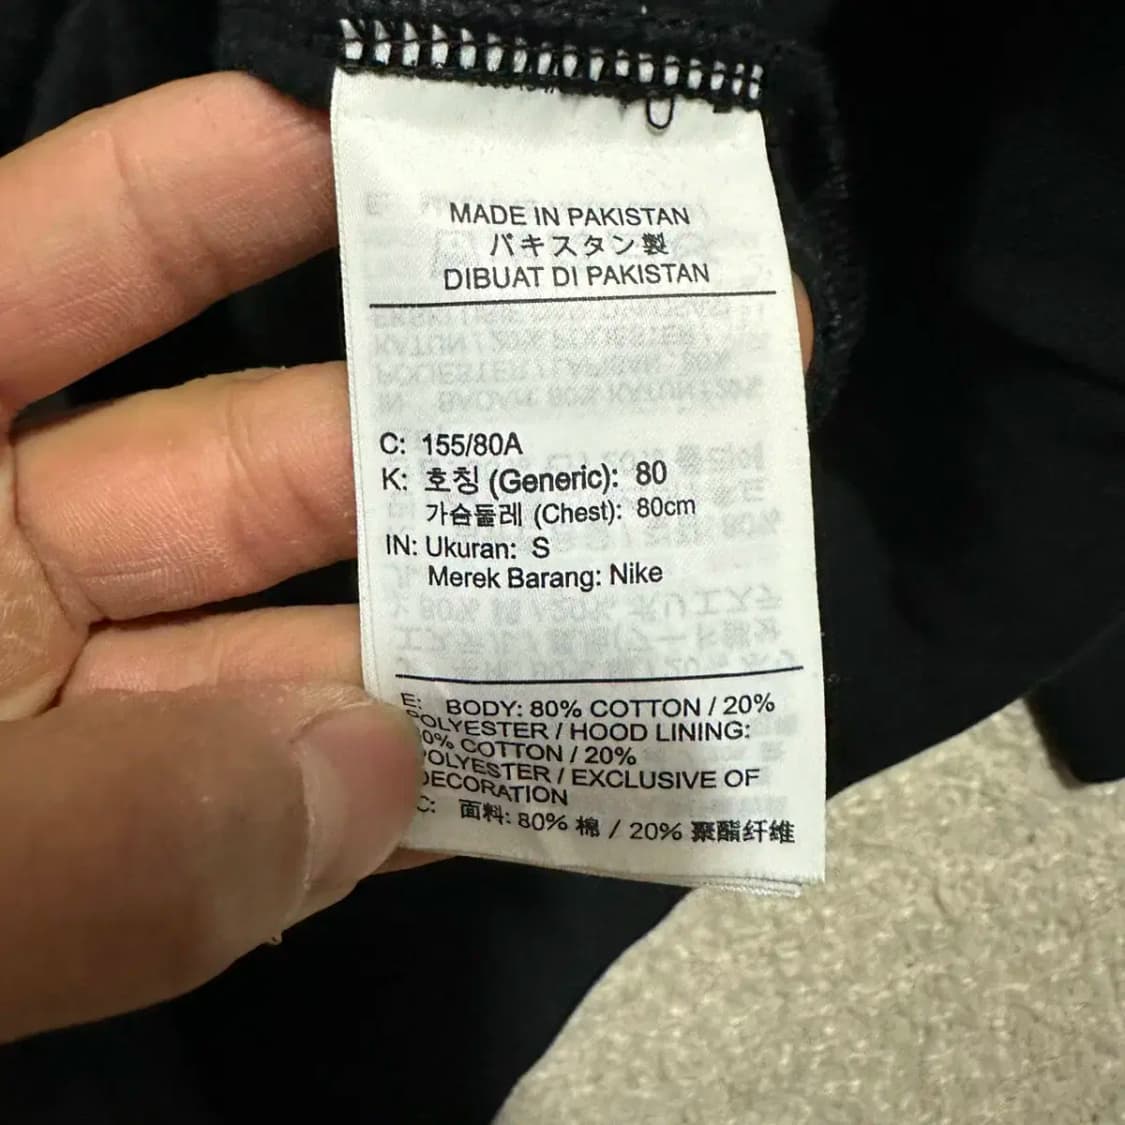 MADE IN PAKISTAN
パキスタン製
DIBUAT DI PAKISTAN
C: 155/80A
K: 호칭 (Generic): 80
가슴둘레 (Chest): 80cm
IN: Ukuran: S
Merek Barang: Nike
E: BODY: 80% COTTON / 20%
POLYESTER / HOOD LINING:
COTTON / 20%
POLYESTER / EXCLUSIVE OF
DECORATION
C: 面料: 80% 棉 / 20% 聚酯纤维